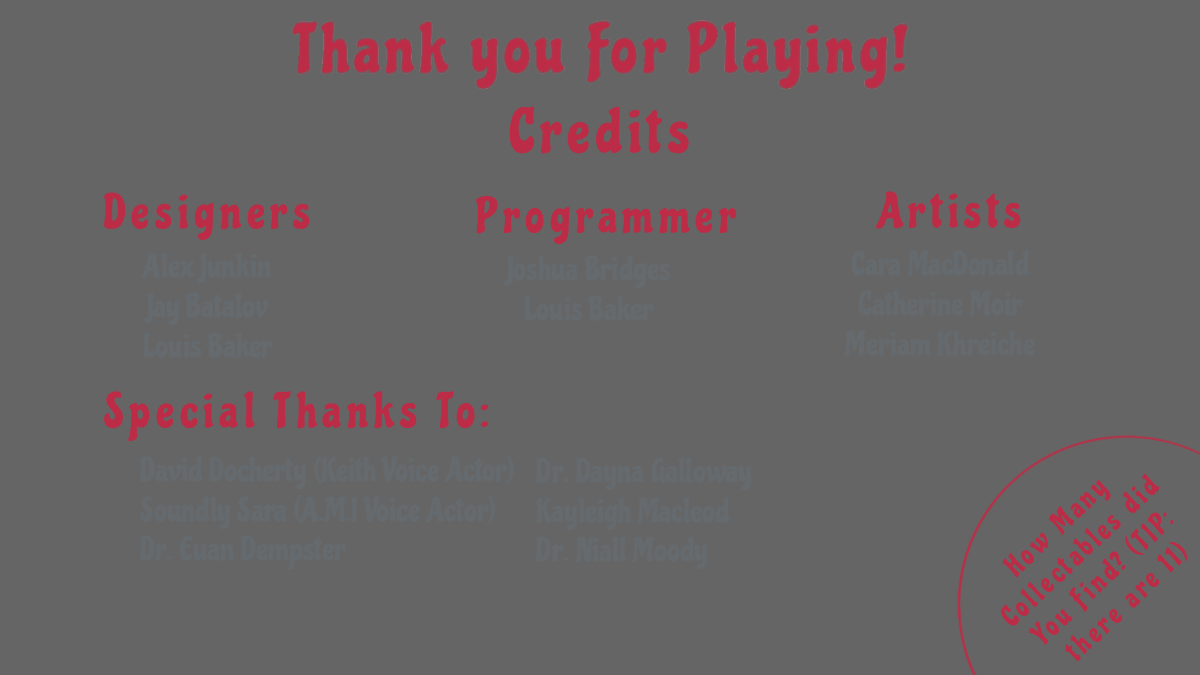 Thank you For Playing!
Credits
Designers
Alex Junkin
Jay Batalov
Louis Baker
Programmer
Joshua Bridges
Louis Baker
Artists
Cara MacDonald
Catherine Moir
Meriam Khreiche
Special Thanks To:
David Docherty (Keith Voice Actor)
Soundly Sara (A.M.I Voice Actor)
Dr. Euan Dempster
Dr. Dayna Galloway
Kayleigh Macleod
Dr. Niall Moody
How Many
Collectables did
You Find? (TIP:
there are 11)